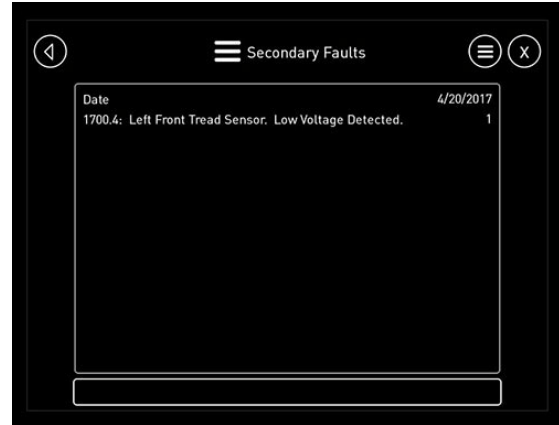 Secondary Faults
X
Date 4/20/2017
1700.4: Left Front Tread Sensor. Low Voltage Detected. 1